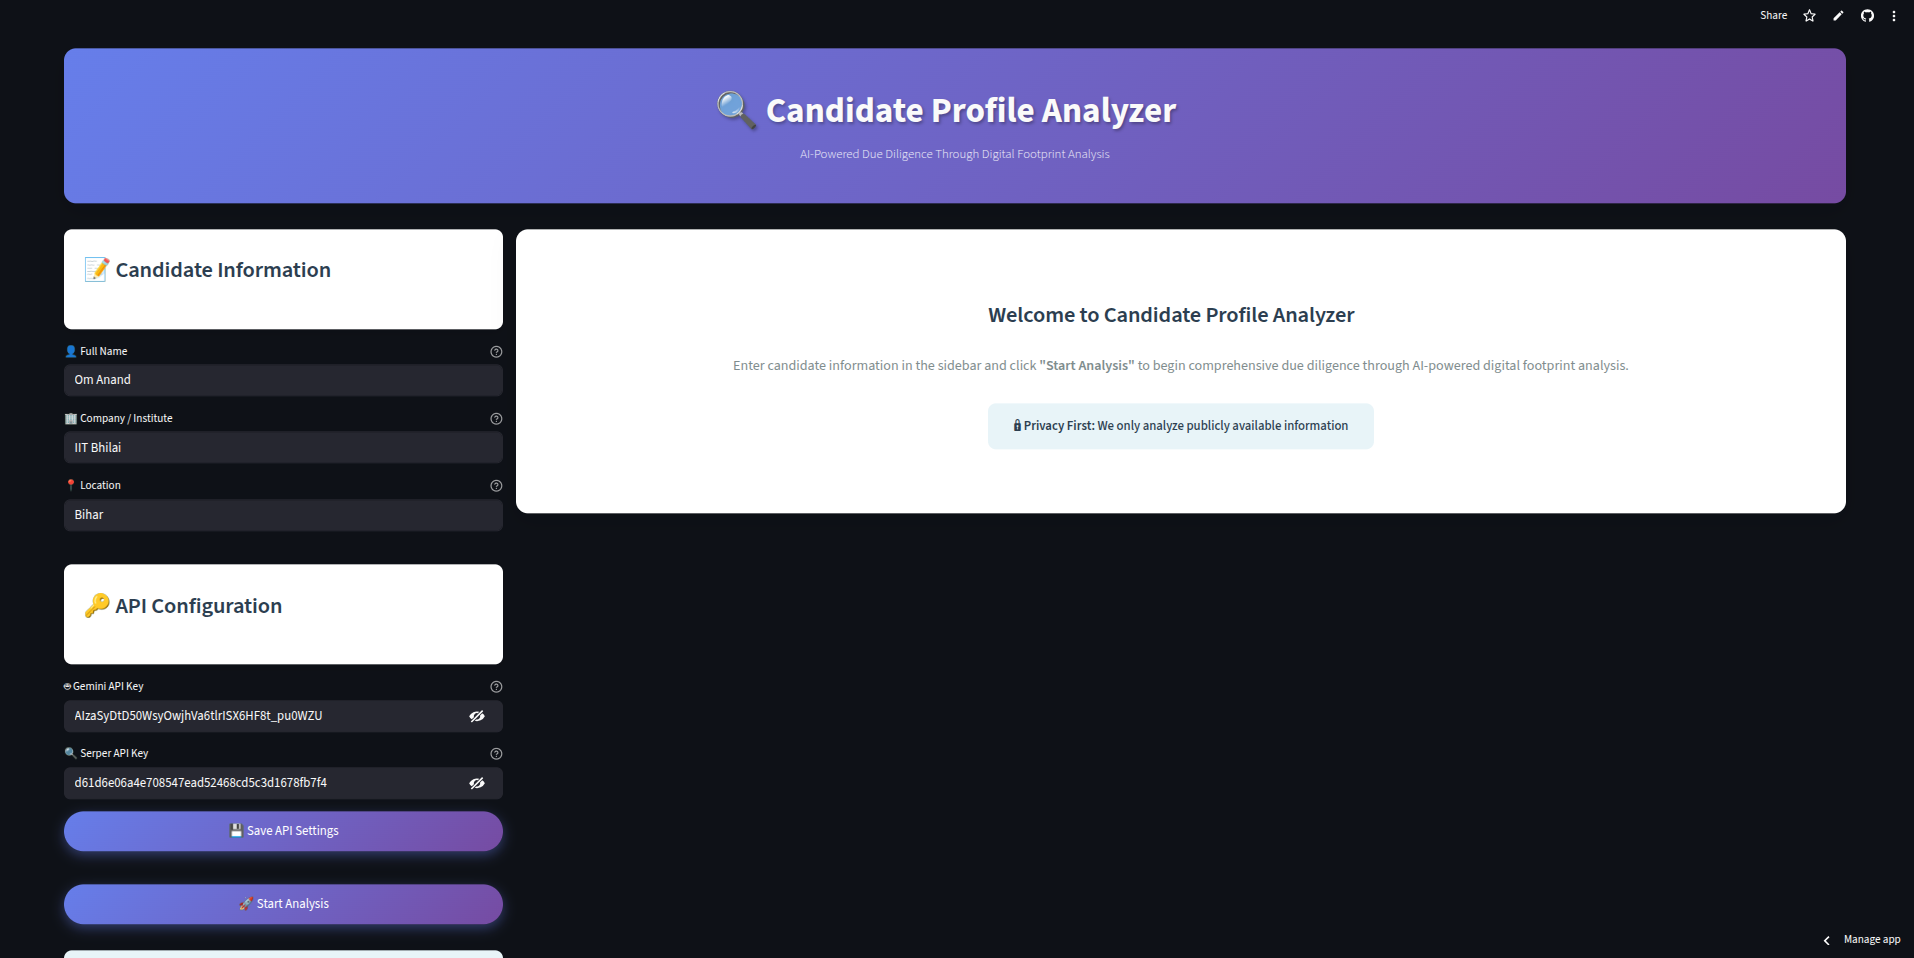 Share
Candidate Profile Analyzer
AI-Powered Due Diligence Through Digital Footprint Analysis
Candidate Information
Full Name
Om Anand
Company / Institute
IIT Bhilai
Location
Bihar
API Configuration
Gemini API Key
AIzaSyDtD50WsyOwjhVa6tlrISX6HF8t_pu0WZU
Serper API Key
d61d6e06a4e708547ead52468cd5c3d1678fb7f4
Save API Settings
Start Analysis
Welcome to Candidate Profile Analyzer
Enter candidate information in the sidebar and click "Start Analysis" to begin comprehensive due diligence through AI-powered digital footprint analysis.
Privacy First: We only analyze publicly available information
Manage app